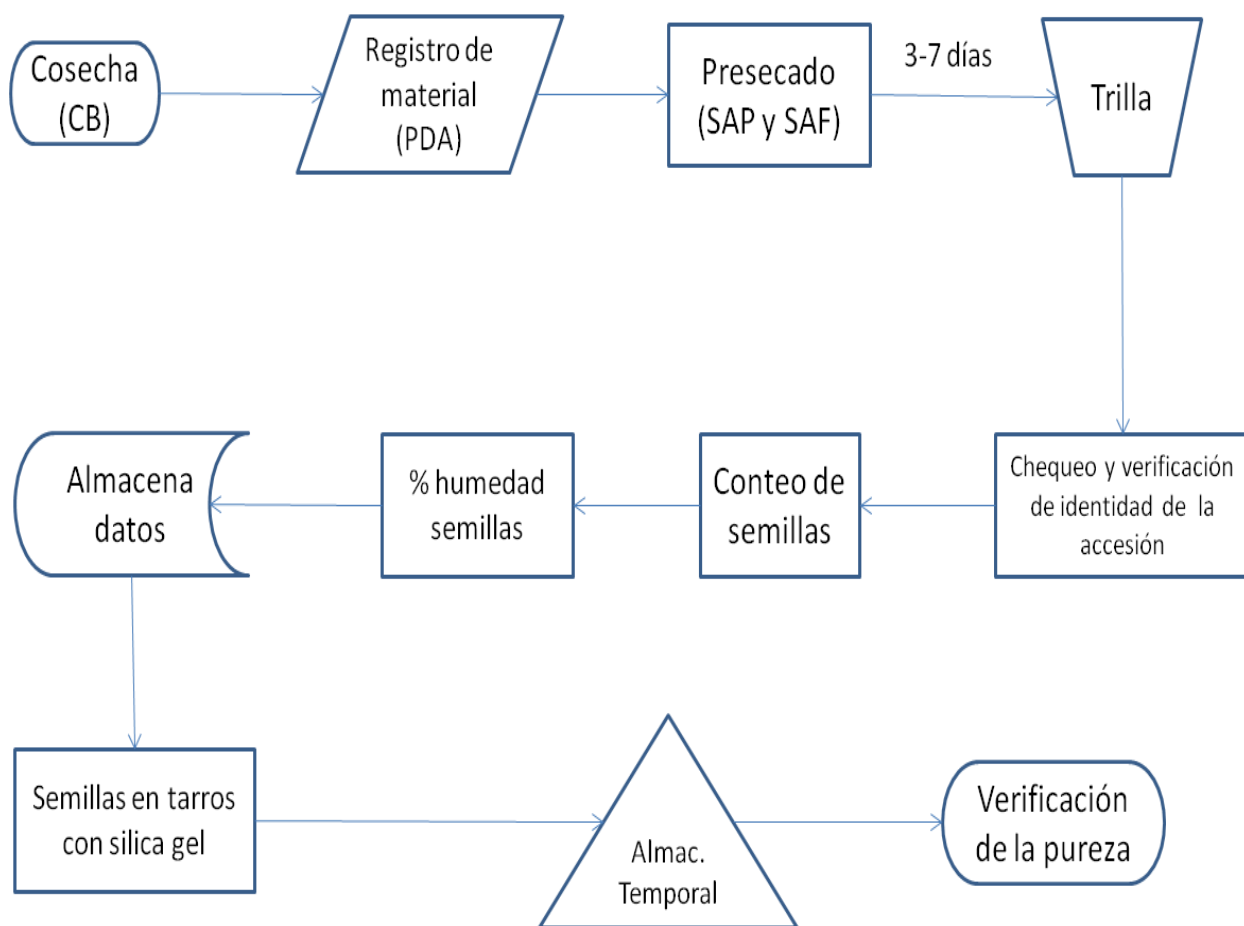 Cosecha
(CB)
Registro de
material
(PDA)
Presecado
(SAP y SAF)
3-7 días
Trilla
Chequeo y verificación
de identidad de la
accesión
Conteo de
semillas
% humedad
semillas
Almacena
datos
Semillas en tarros
con silica gel
Almac.
Temporal
Verificación
de la pureza